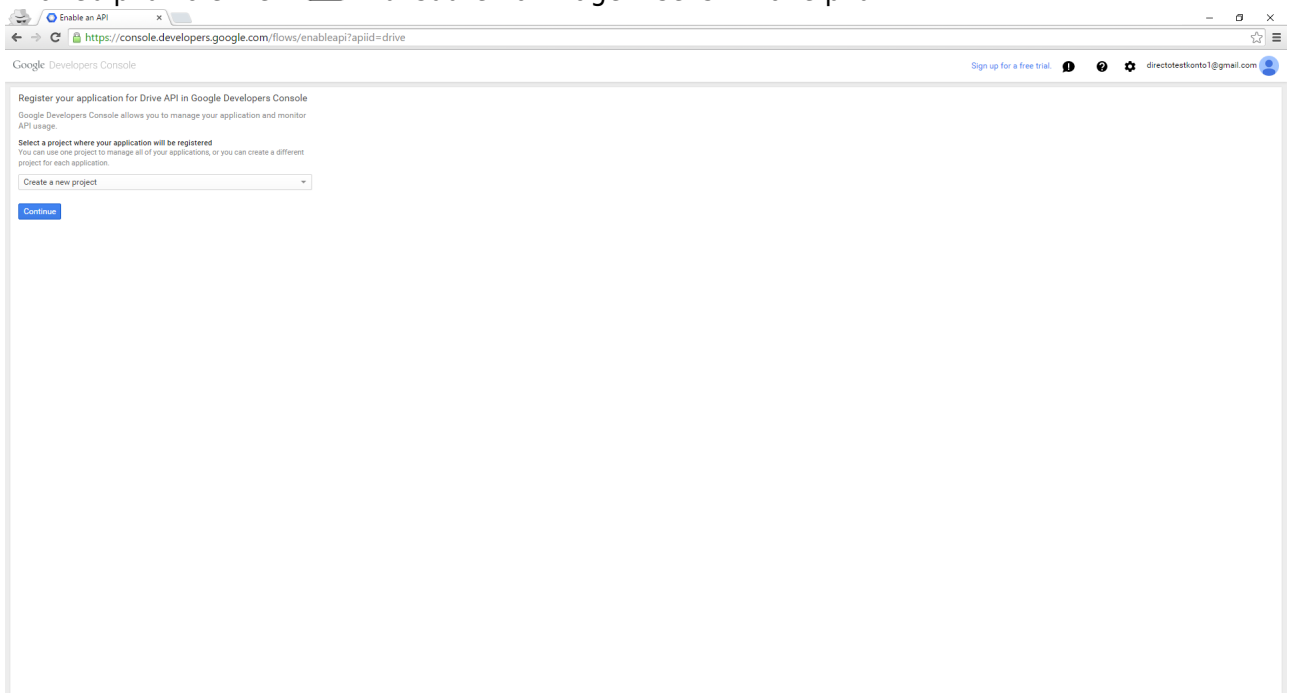 Enable an API
https://console.developers.google.com/flows/enableapi?apiid=drive
Google Developers Console
Sign up for a free trial.
directotestkonto1@gmail.com
Register your application for Drive API in Google Developers Console
Google Developers Console allows you to manage your application and monitor
API usage.
Select a project where your application will be registered
You can use one project to manage all of your applications, or you can create a different
project for each application.
Create a new project
Continue